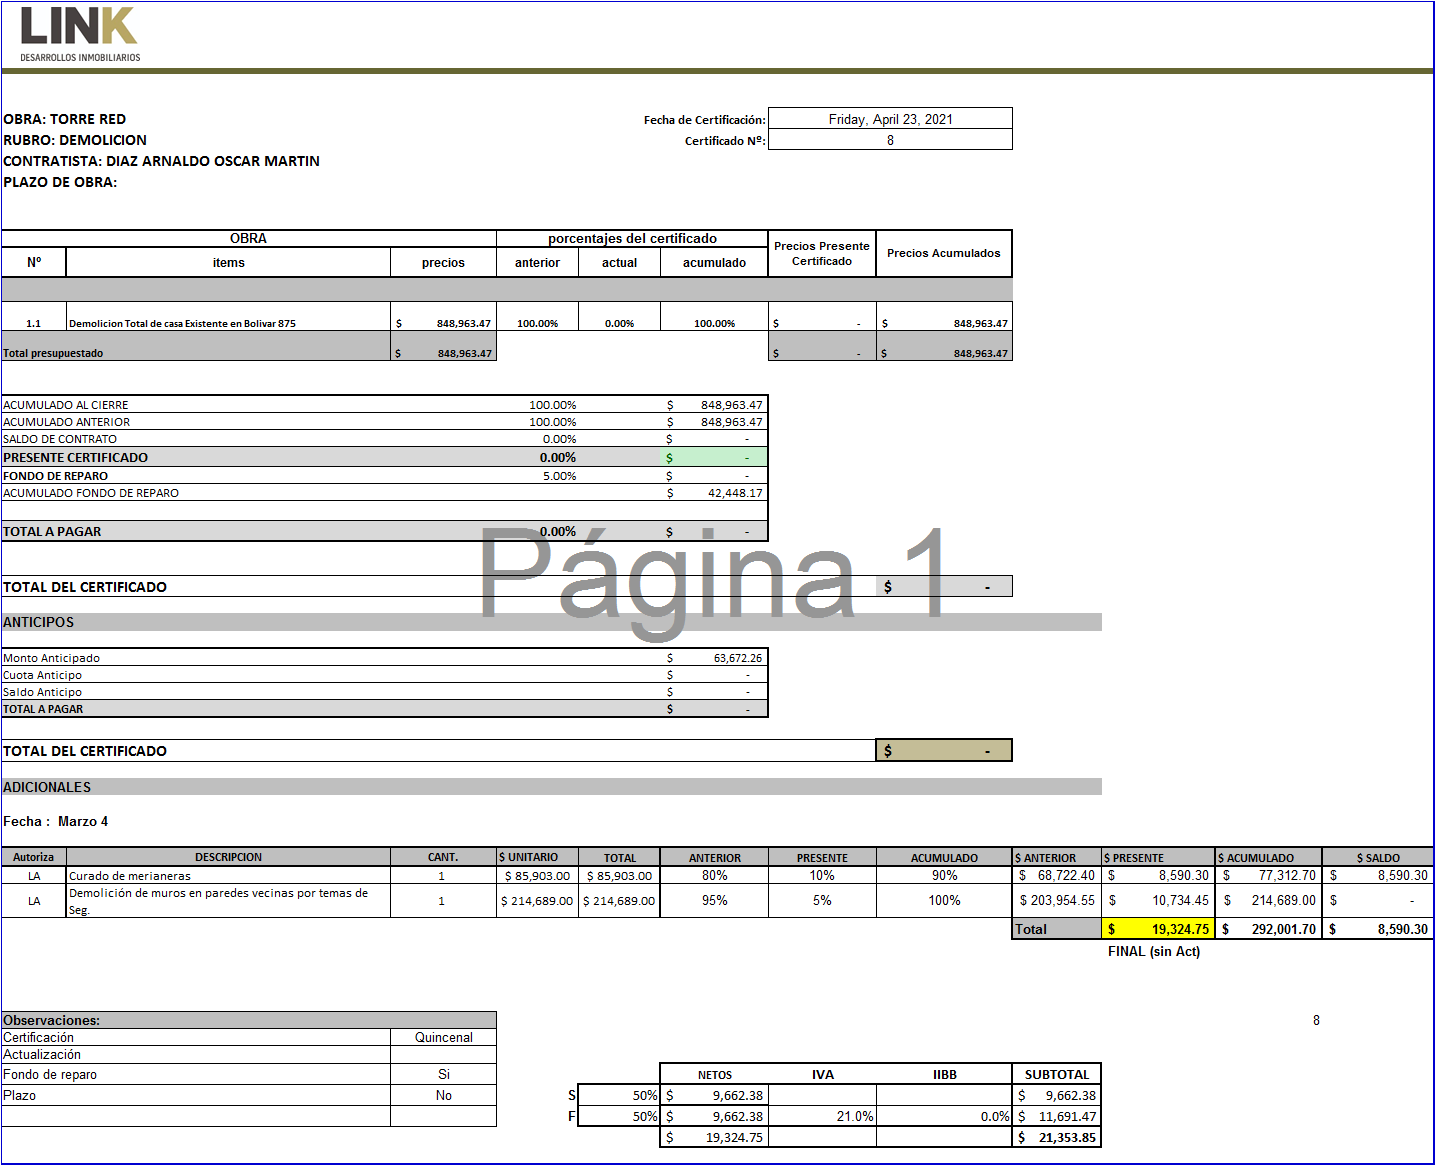 LINK
DESARROLLOS INMOBILIARIOS
OBRA: TORRE RED
Fecha de Certificación: Friday, April 23, 2021
RUBRO: DEMOLICION
Certificado Nº: 8
CONTRATISTA: DIAZ ARNALDO OSCAR MARTIN
PLAZO DE OBRA:
OBRA porcentajes del certificado Precios Presente Certificado Precios Acumulados
Nº items precios anterior actual acumulado
1.1 Demolicion Total de casa Existente en Bolivar 875 $ 848,963.47 100.00% 0.00% 100.00% $ - $ 848,963.47
Total presupuestado $ 848,963.47 $ - $ 848,963.47
ACUMULADO AL CIERRE 100.00% $ 848,963.47
ACUMULADO ANTERIOR 100.00% $ 848,963.47
SALDO DE CONTRATO 0.00% $ -
PRESENTE CERTIFICADO 0.00% $ -
FONDO DE REPARO 5.00% $ -
ACUMULADO FONDO DE REPARO $ 42,448.17
TOTAL A PAGAR 0.00% $ -
Página 1
TOTAL DEL CERTIFICADO $ -
ANTICIPOS
Monto Anticipado $ 63,672.26
Cuota Anticipo $ -
Saldo Anticipo $ -
TOTAL A PAGAR $ -
TOTAL DEL CERTIFICADO $ -
ADICIONALES
Fecha : Marzo 4
Autoriza DESCRIPCION CANT. $ UNITARIO TOTAL ANTERIOR PRESENTE ACUMULADO $ ANTERIOR $ PRESENTE $ ACUMULADO $ SALDO
LA Curado de merianeras 1 $ 85,903.00 $ 85,903.00 80% 10% 90% $ 68,722.40 $ 8,590.30 $ 77,312.70 $ 8,590.30
LA Demolición de muros en paredes vecinas por temas de Seg. 1 $ 214,689.00 $ 214,689.00 95% 5% 100% $ 203,954.55 $ 10,734.45 $ 214,689.00 $ -
Total $ 19,324.75 $ 292,001.70 $ 8,590.30
FINAL (sin Act)
Observaciones: 8
Certificación Quincenal
Actualización
Fondo de reparo Si
Plazo No
NETOS IVA IIBB SUBTOTAL
S 50% $ 9,662.38 $ 9,662.38
F 50% $ 9,662.38 21.0% 0.0% $ 11,691.47
$ 19,324.75 $ 21,353.85